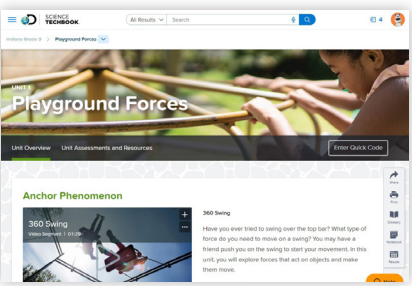 SCIENCE
TECHBOOK
All Results
Search
4
Indiana Grade 3 > Playground Forces
UNIT 1
Playground Forces
Unit Overview
Unit Assessments and Resources
Enter Quick Code
Share
Print
Anchor Phenomenon
360 Swing
Video Segment | 01:29
360 Swing
Have you ever tried to swing over the top bar? What type of
force do you need to move on a swing? You may have a
friend push you on the swing to start your movement. In this
unit, you will explore forces that act on objects and make
them move.
Glossary
Notebook
Help